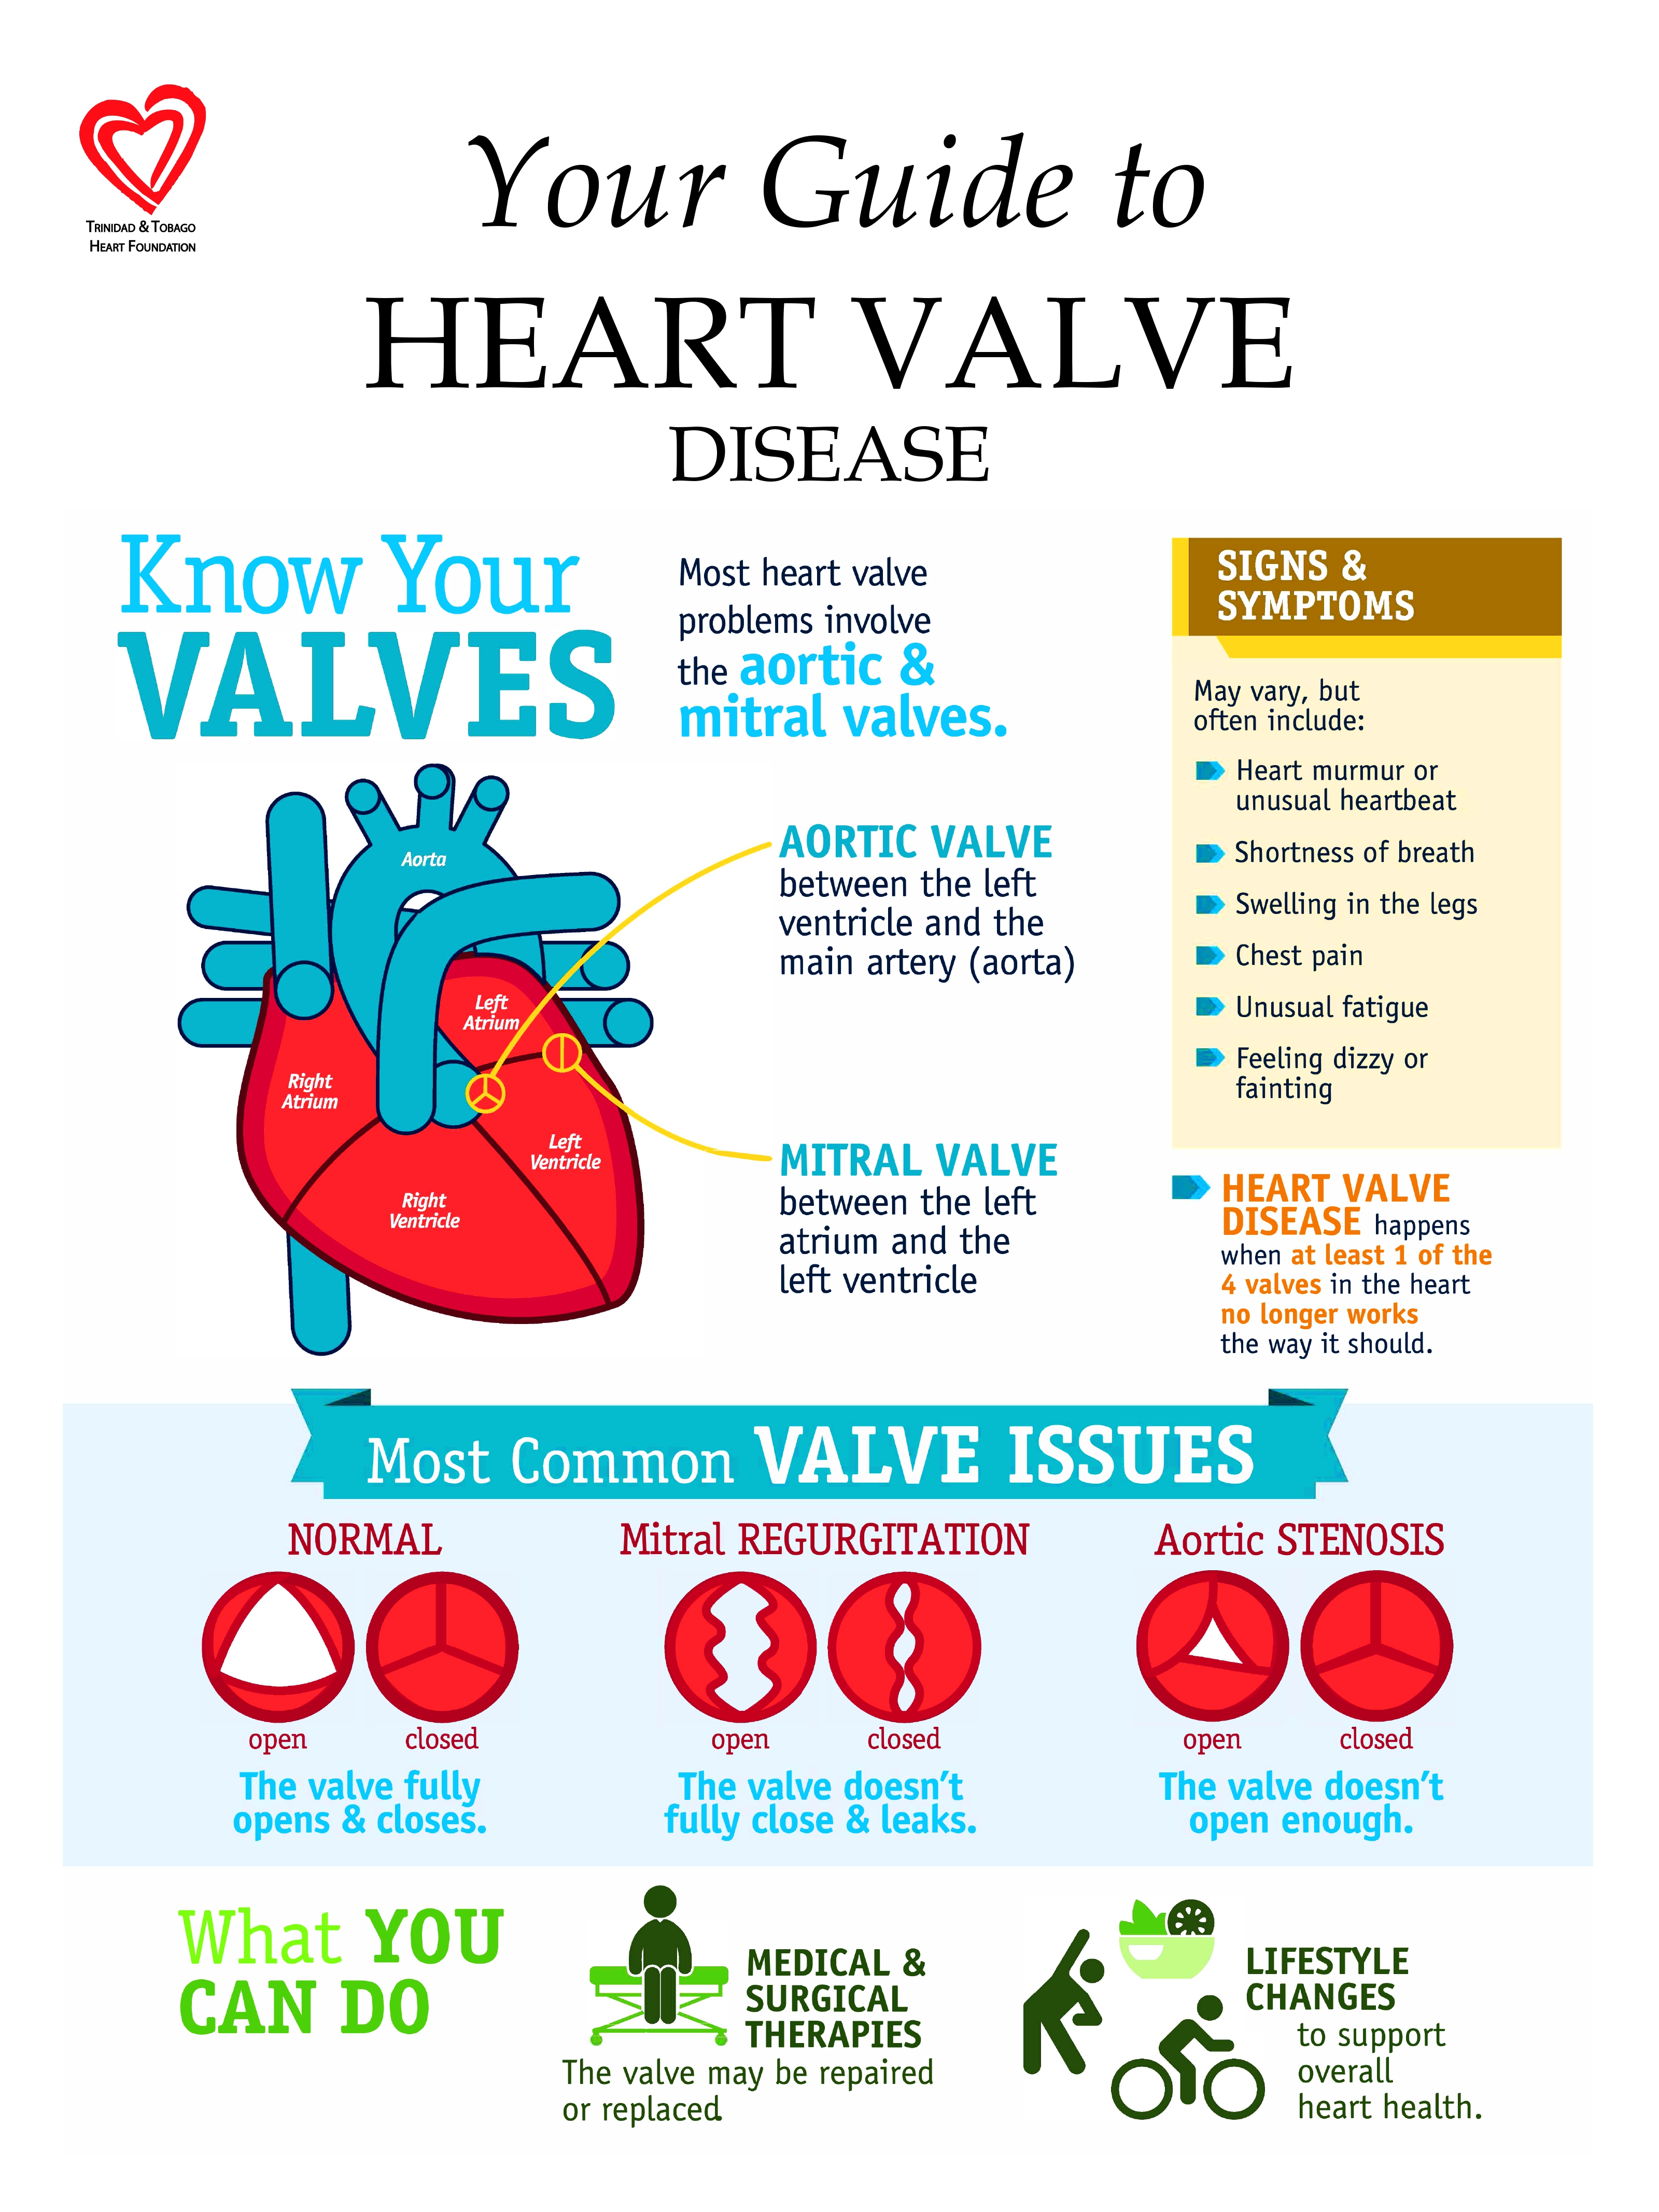 TRINIDAD & TOBAGO
HEART FOUNDATION
Your Guide to
HEART VALVE
DISEASE
Know Your
VALVES
Most heart valve
problems involve
the aortic &
mitral valves.
Aorta
Left
Atrium
Right
Atrium
Left
Ventricle
Right
Ventricle
AORTIC VALVE
between the left
ventricle and the
main artery (aorta)
MITRAL VALVE
between the left
atrium and the
left ventricle
SIGNS &
SYMPTOMS
May vary, but
often include:
Heart murmur or
unusual heartbeat
Shortness of breath
Swelling in the legs
Chest pain
Unusual fatigue
Feeling dizzy or
fainting
HEART VALVE
DISEASE happens
when at least 1 of the
4 valves in the heart
no longer works
the way it should.
Most Common VALVE ISSUES
NORMAL
open closed
The valve fully
opens & closes.
Mitral REGURGITATION
open closed
The valve doesn't
fully close & leaks.
Aortic STENOSIS
open closed
The valve doesn't
open enough.
What YOU
CAN DO
MEDICAL &
SURGICAL
THERAPIES
The valve may be repaired
or replaced.
LIFESTYLE
CHANGES
to support
overall
heart health.